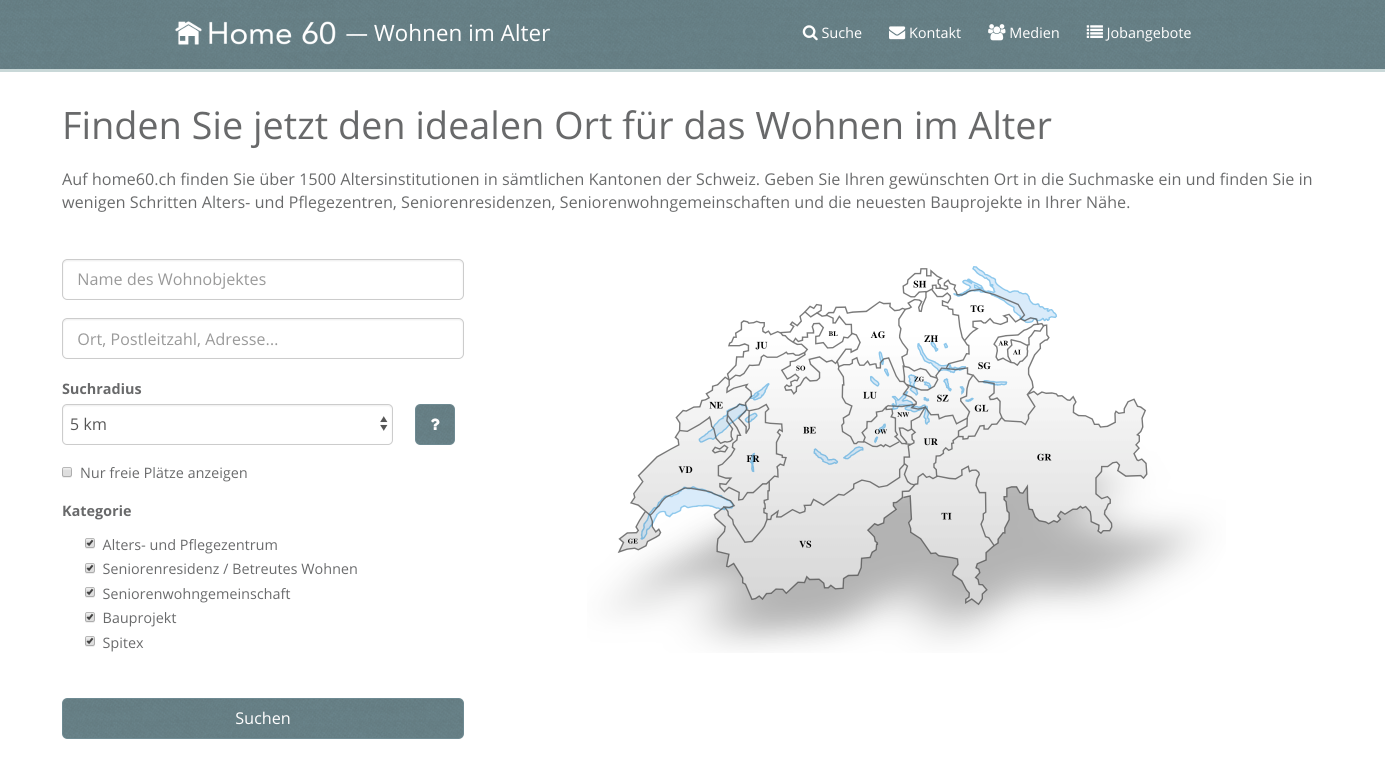 Home 60 — Wohnen im Alter
Suche Kontakt Medien Jobangebote
Finden Sie jetzt den idealen Ort für das Wohnen im Alter
Auf home60.ch finden Sie über 1500 Altersinstitutionen in sämtlichen Kantonen der Schweiz. Geben Sie Ihren gewünschten Ort in die Suchmaske ein und finden Sie in
wenigen Schritten Alters- und Pflegezentren, Seniorenresidenzen, Seniorenwohngemeinschaften und die neuesten Bauprojekte in Ihrer Nähe.
Name des Wohnobjektes
Ort, Postleitzahl, Adresse...
Suchradius
5 km
?
Nur freie Plätze anzeigen
Kategorie
Alters- und Pflegezentrum
Seniorenresidenz / Betreutes Wohnen
Seniorenwohngemeinschaft
Bauprojekt
Spitex
Suchen
SH
TG
BL
AG
ZH
JU
AR
AI
SO
SG
ZG
LU
SZ
NE
GL
NW
BE
OW
UR
FR
GR
VD
TI
GE
VS